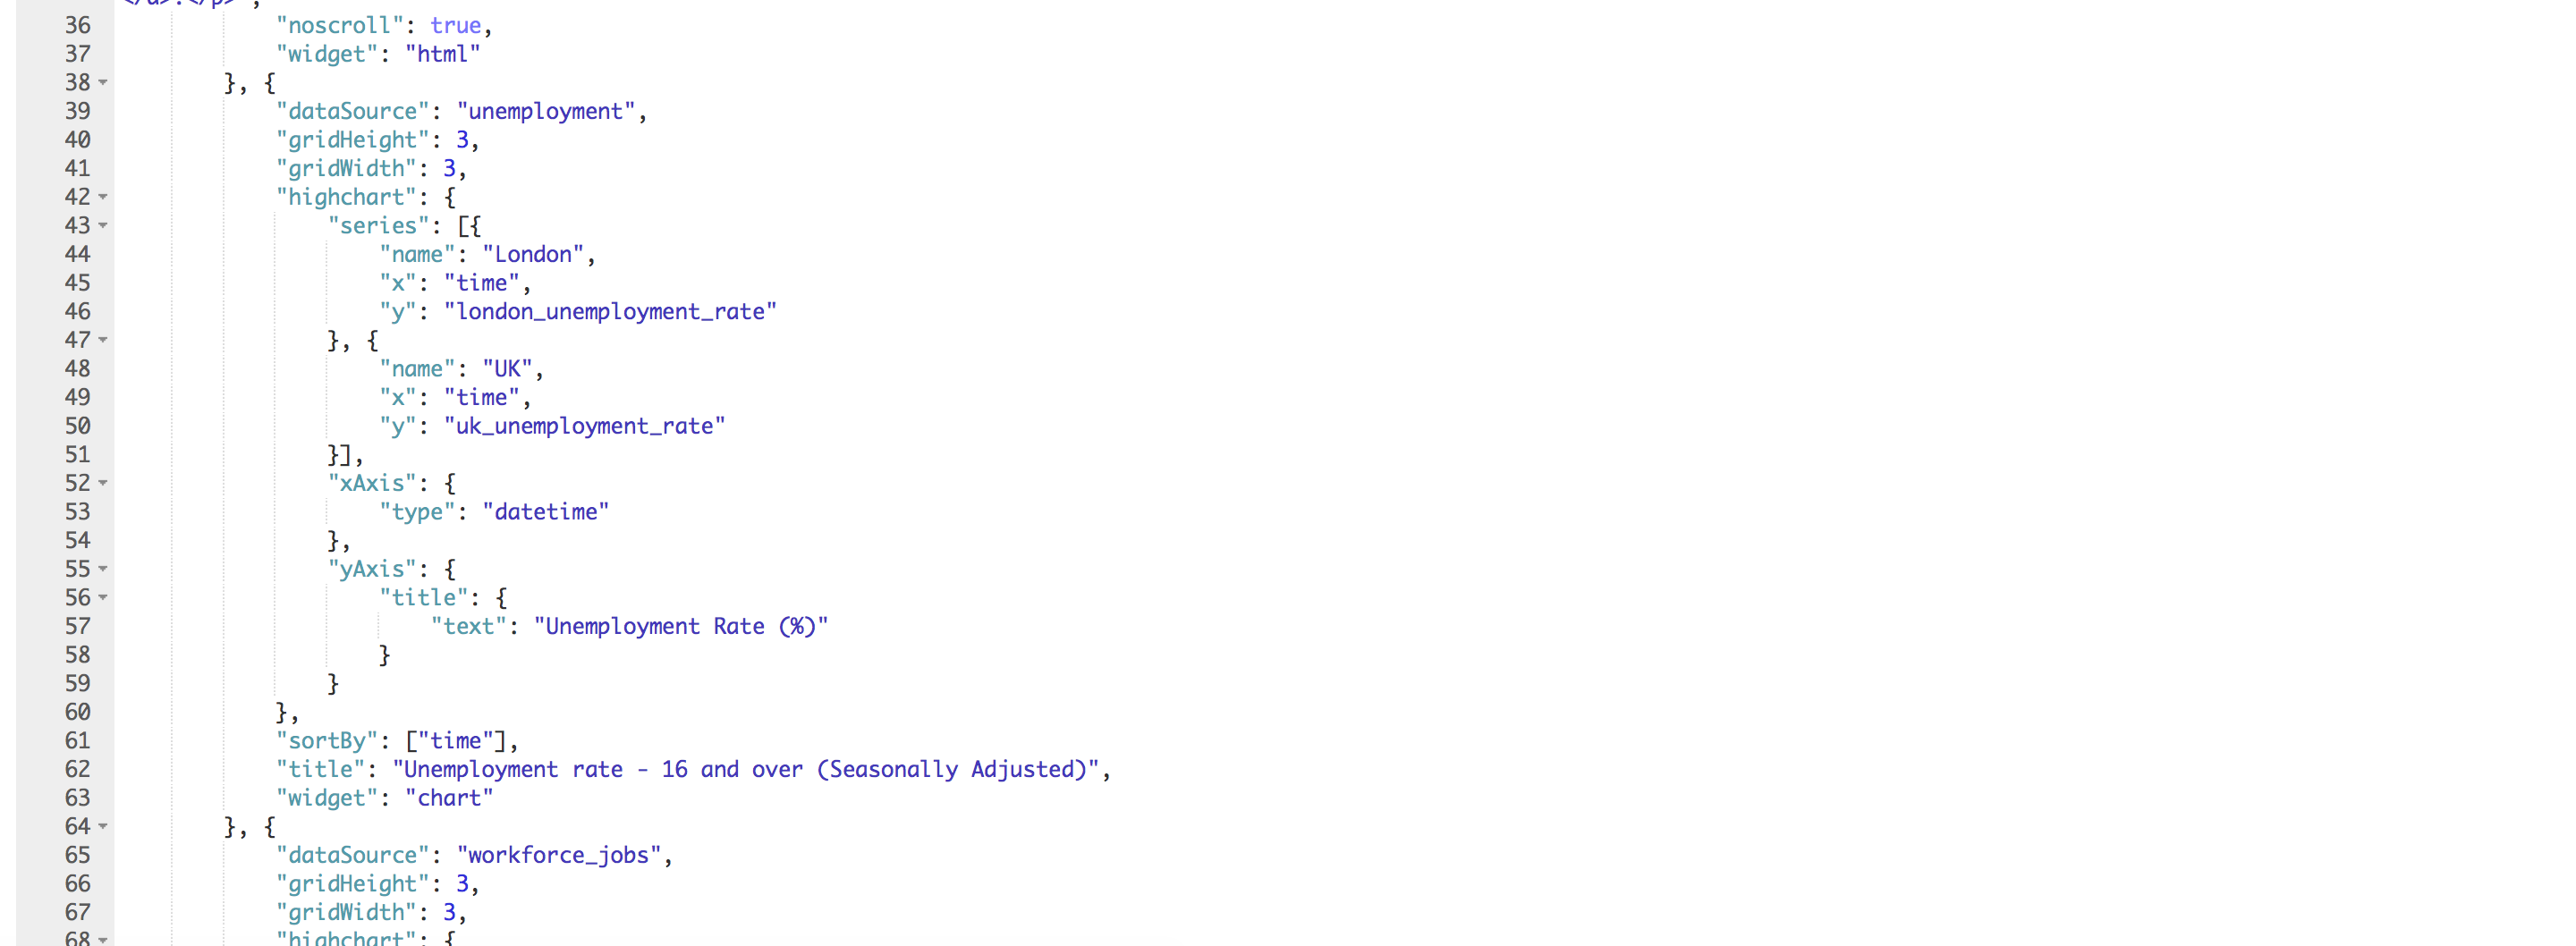 </a>.</p>",
36 "noscroll": true,
37 "widget": "html"
38 }, {
39 "dataSource": "unemployment",
40 "gridHeight": 3,
41 "gridWidth": 3,
42 "highchart": {
43 "series": [{
44 "name": "London",
45 "x": "time",
46 "y": "london_unemployment_rate"
47 }, {
48 "name": "UK",
49 "x": "time",
50 "y": "uk_unemployment_rate"
51 }],
52 "xAxis": {
53 "type": "datetime"
54 },
55 "yAxis": {
56 "title": {
57 "text": "Unemployment Rate (%)"
58 }
59 }
60 },
61 "sortBy": ["time"],
62 "title": "Unemployment rate - 16 and over (Seasonally Adjusted)",
63 "widget": "chart"
64 }, {
65 "dataSource": "workforce_jobs",
66 "gridHeight": 3,
67 "gridWidth": 3,
68 "highchart": {